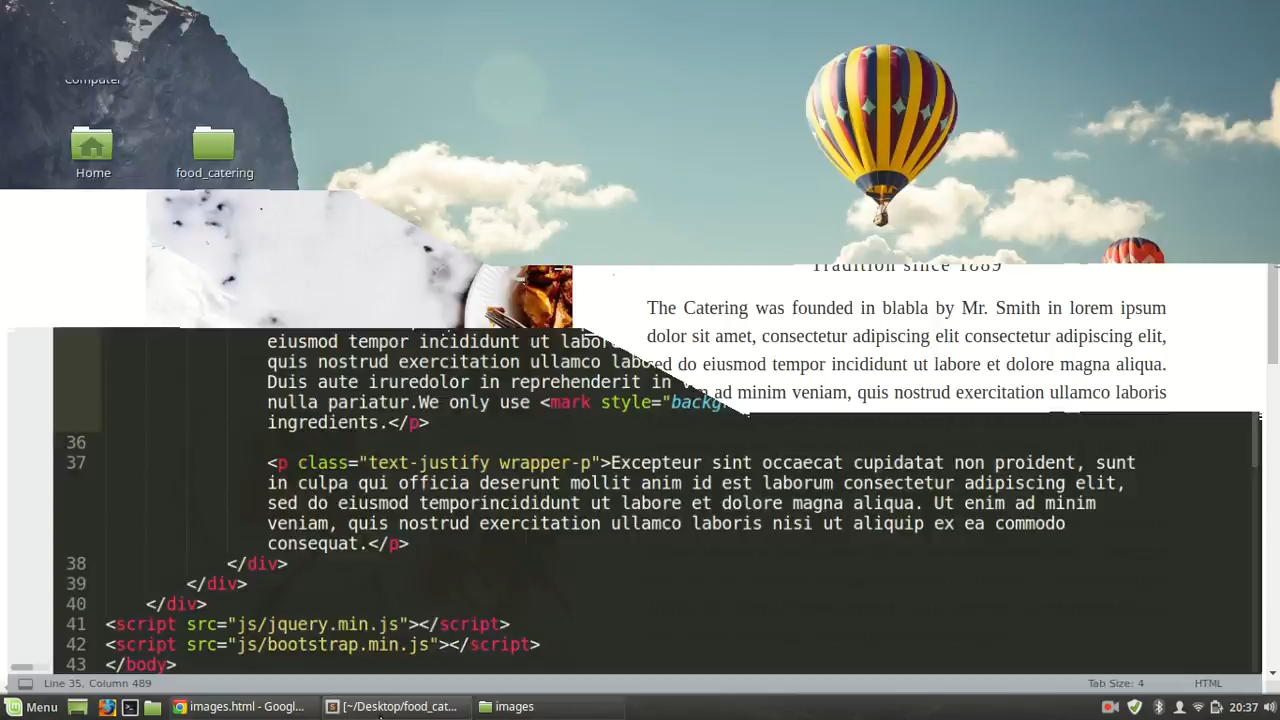 Computer
Home
food_catering
Tradition since 1889
The Catering was founded in blabla by Mr. Smith in lorem ipsum
dolor sit amet, consectetur adipiscing elit consectetur adipiscing elit,
sed do eiusmod tempor incididunt ut labore et dolore magna aliqua.
ad minim veniam, quis nostrud exercitation ullamco laboris
eiusmod tempor incididunt ut labor
quis nostrud exercitation ullamco labo
Duis aute iruredolor in reprehenderit in
nulla pariatur.We only use <mark style="backg
ingredients.</p>
36
37 <p class="text-justify wrapper-p">Excepteur sint occaecat cupidatat non proident, sunt
in culpa qui officia deserunt mollit anim id est laborum consectetur adipiscing elit,
sed do eiusmod temporincididunt ut labore et dolore magna aliqua. Ut enim ad minim
veniam, quis nostrud exercitation ullamco laboris nisi ut aliquip ex ea commodo
consequat.</p>
38 </div>
39 </div>
40 </div>
41 <script src="js/jquery.min.js"></script>
42 <script src="js/bootstrap.min.js"></script>
43 </body>
Line 35, Column 489 Tab Size: 4 HTML
Menu images.html - Googl... [~/Desktop/food_cat... images 20:37